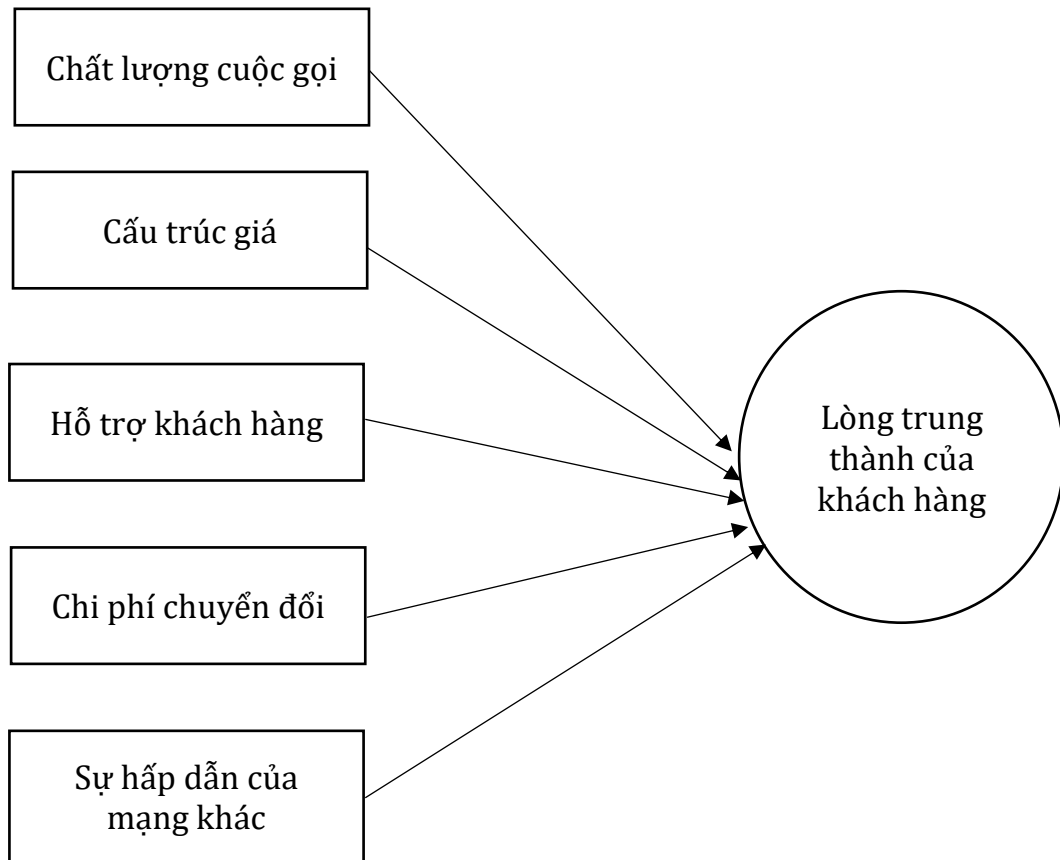 Chất lượng cuộc gọi
Cấu trúc giá
Hỗ trợ khách hàng
Chi phí chuyển đổi
Sự hấp dẫn của
mạng khác
Lòng trung
thành của
khách hàng